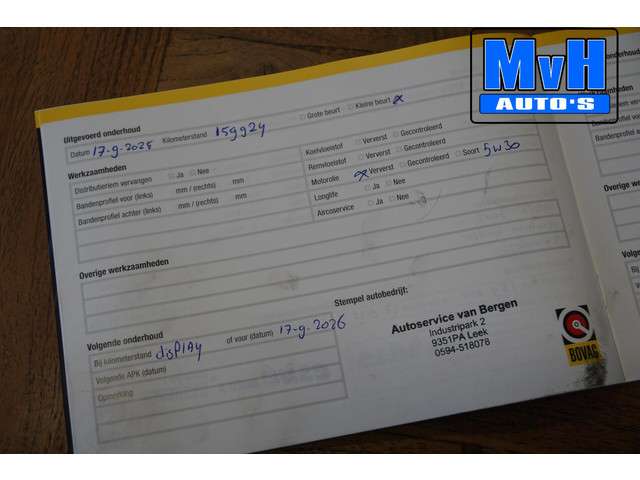 MvH
AUTO'S
Uitgevoerd onderhoud
Datum 17-9-2025 Kilometerstand 159924 Grote beurt Kleine beurt x
Werkzaamheden
Distributieriem vervangen Ja Nee
Bandenprofiel voor (links) mm / (rechts) mm
Bandenprofiel achter (links) mm / (rechts) mm
Koelvloeistof Ververst Gecontroleerd
Remvloeistof Ververst Gecontroleerd
Motorolie x Ververst Gecontroleerd Soort 5w30
Longlife Ja Nee
Aircoservice Ja Nee
Overige werkzaamheden
Volgende onderhoud
Bij kilometerstand display of voor (datum) 17-9-2026
Volgende APK (datum)
Opmerking
Stempel autobedrijf:
Autoservice van Bergen
Industripark 2
9351PA Leek
0594-518078
BOVAG